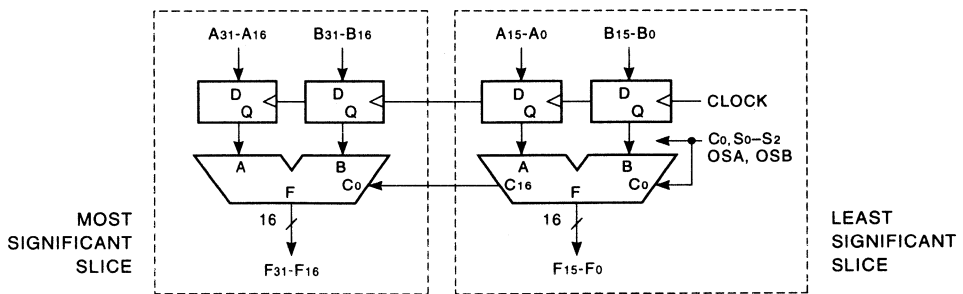 A31-A16 B31-B16 A15-A0 B15-B0
D D D D
Q Q Q Q
CLOCK
C0, S0–S2
OSA, OSB
A B A B
C0 C16 C0
F F
16 16
MOST
SIGNIFICANT
SLICE
LEAST
SIGNIFICANT
SLICE
F31-F16 F15-F0